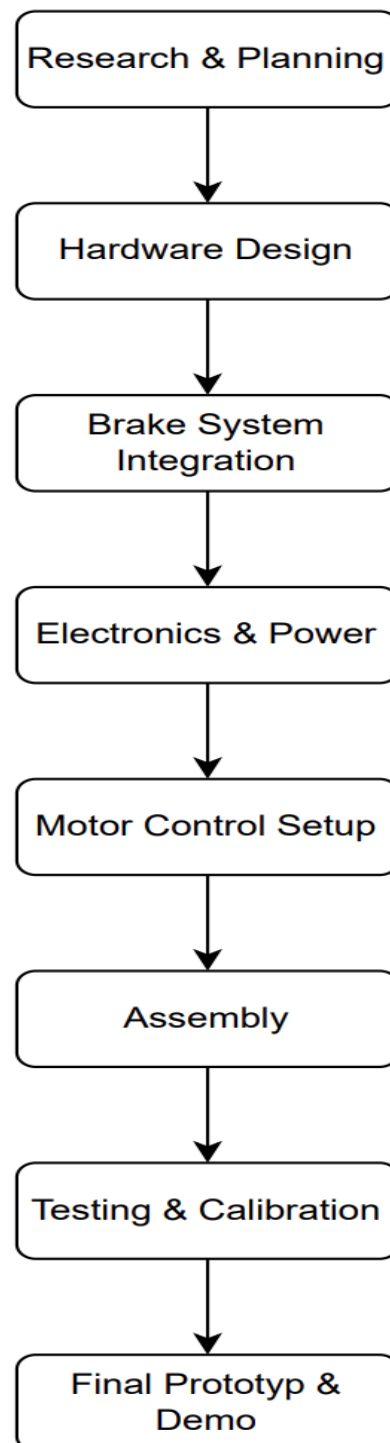 Research & Planning
Hardware Design
Brake System
Integration
Electronics & Power
Motor Control Setup
Assembly
Testing & Calibration
Final Prototyp &
Demo